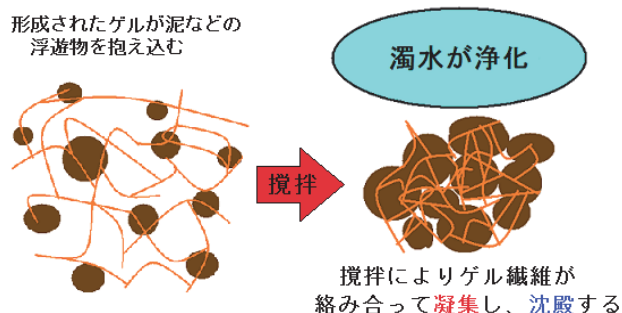 形成されたゲルが泥などの
浮遊物を抱え込む
濁水が浄化
撹拌
撹拌によりゲル繊維が
絡み合って凝集し、沈殿する